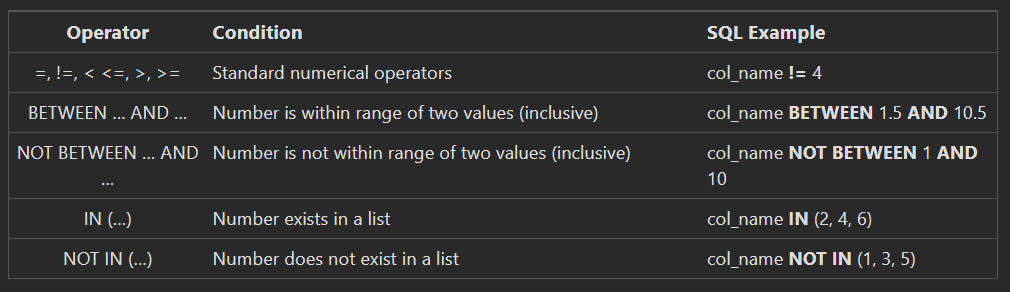 Operator Condition SQL Example
=, !=, < <=, >, >= Standard numerical operators col_name != 4
BETWEEN … AND … Number is within range of two values (inclusive) col_name BETWEEN 1.5 AND 10.5
NOT BETWEEN … AND Number is not within range of two values (inclusive) col_name NOT BETWEEN 1 AND
… 10
IN (…) Number exists in a list col_name IN (2, 4, 6)
NOT IN (…) Number does not exist in a list col_name NOT IN (1, 3, 5)